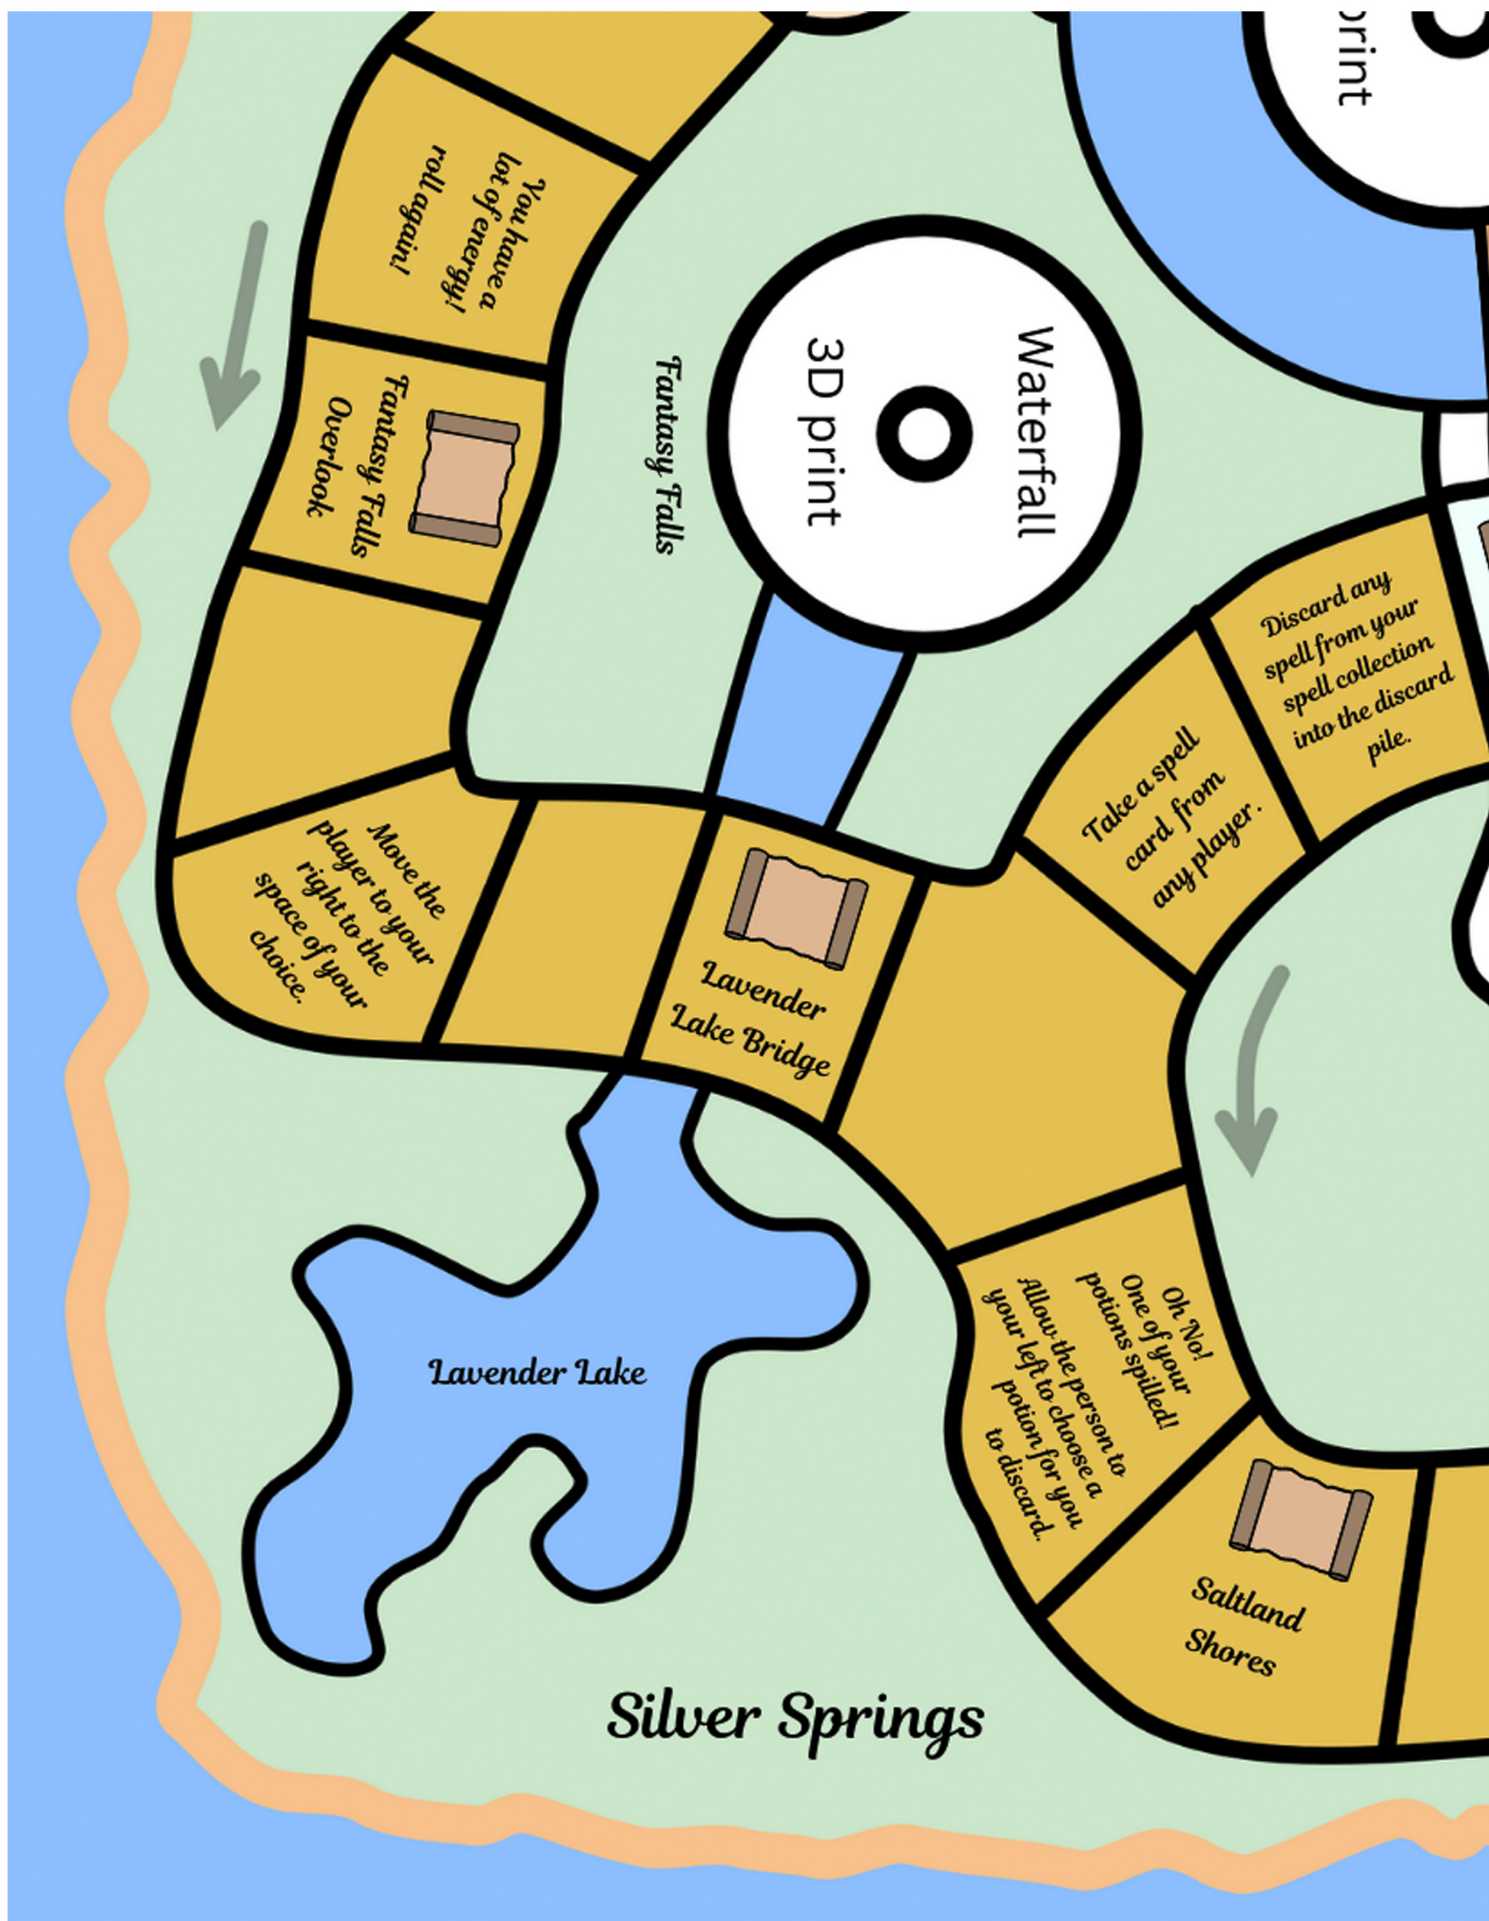 print
You have a
lot of energy!
roll again!
Fantasy Falls
Overlook
Fantasy Falls
Waterfall
3D print
Discard any
spell from your
spell collection
into the discard
pile.
Take a spell
card from
any player.
Move the
player to your
right to the
space of your
choice.
Lavender
Lake Bridge
Oh No!
One of your
potions spilled!
Allow the person to
your left to choose a
potion for you
to discard.
Lavender Lake
Saltland
Shores
Silver Springs